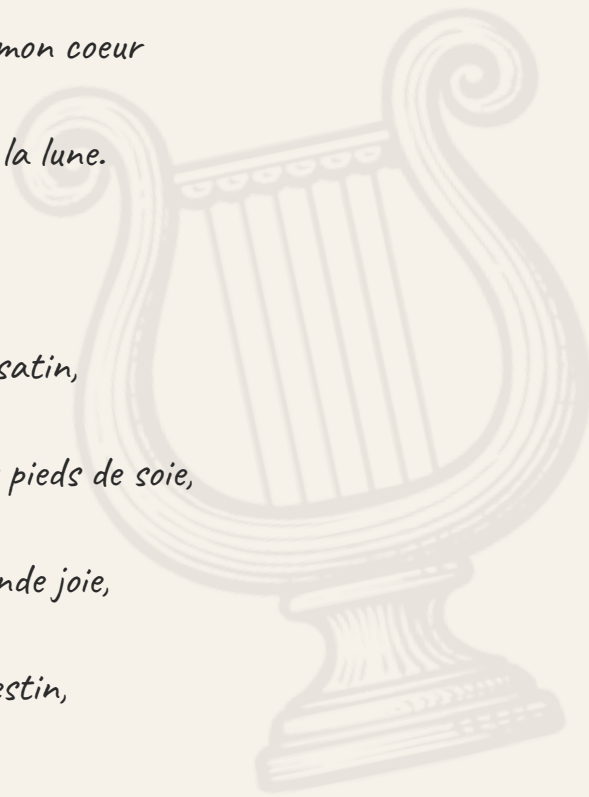 mon coeur
la lune.
satin,
pieds de soie,
nde joie,
estin,